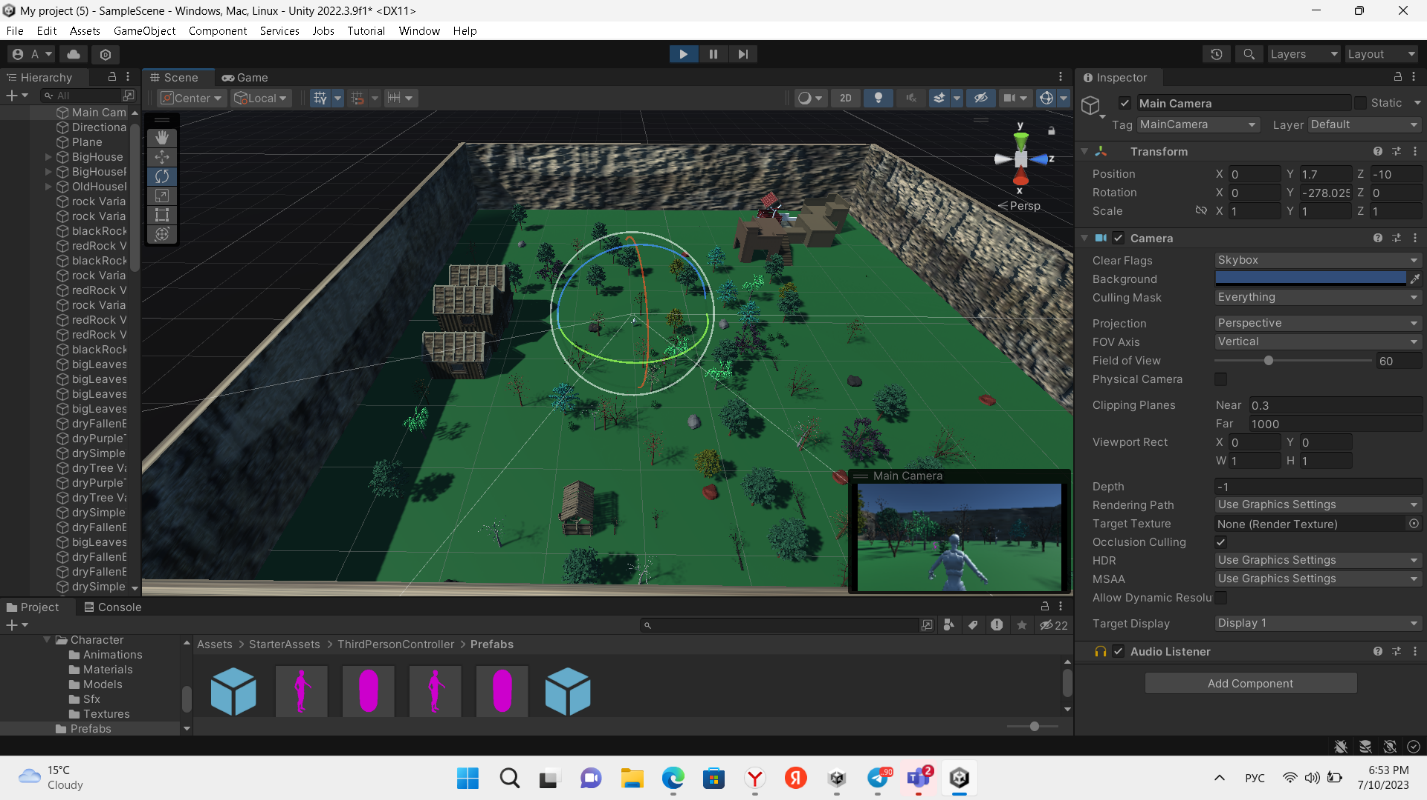 My project (5) - SampleScene - Windows, Mac, Linux - Unity 2022.3.9f1* <DX11>
File Edit Assets GameObject Component Services Jobs Tutorial Window Help
A Layers Layout
Hierarchy Scene Game Inspector
All Center Local 2D
Main Camera Static
Tag MainCamera Layer Default
Transform
Position X 0 Y 1.7 Z -10
Rotation X 0 Y -278.025 Z 0
Scale X 1 Y 1 Z 1
Camera
Clear Flags Skybox
Background
Culling Mask Everything
Projection Perspective
FOV Axis Vertical
Field of View 60
Physical Camera
Clipping Planes Near 0.3
Far 1000
Viewport Rect X 0 Y 0
W 1 H 1
Depth -1
Rendering Path Use Graphics Settings
Target Texture None (Render Texture)
Occlusion Culling
HDR Use Graphics Settings
MSAA Use Graphics Settings
Allow Dynamic Resolu
Target Display Display 1
Audio Listener
Add Component
Main Cam
Directiona
Plane
BigHouse
BigHouseF
OldHousel
rock Varia
rock Varia
blackRock
redRock V
blackRock
rock Varia
redRock V
rock Varia
redRock V
redRock V
blackRock
bigLeaves
bigLeaves
bigLeaves
bigLeaves
dryFallenE
dryPurpleT
drySimple
dryTree Va
dryPurpleT
dryTree Va
drySimple
dryFallenE
bigLeaves
dryFallenE
dryFallenE
drySimple
y
z
x
Persp
Main Camera
Project Console
22
Character
Animations
Materials
Models
Sfx
Textures
Prefabs
Assets StarterAssets ThirdPersonController Prefabs
15°C
Cloudy
Y Я 90 2
РУС
6:53 PM
7/10/2023